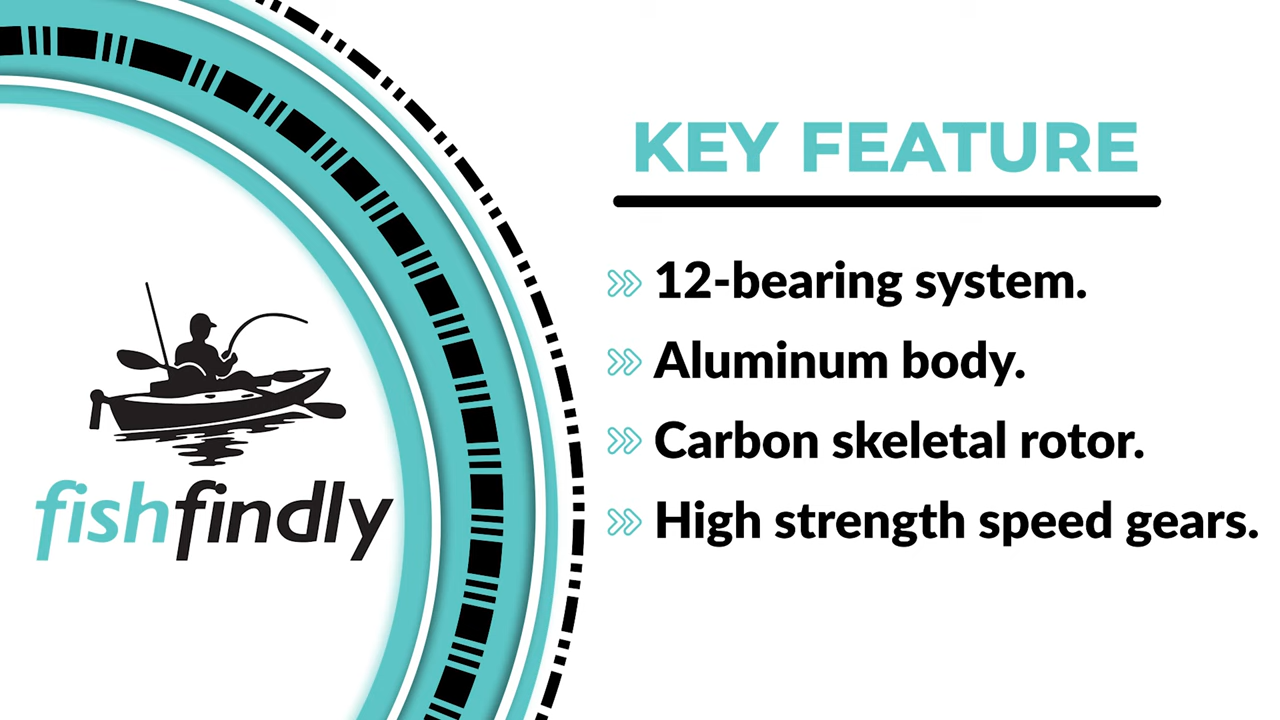 KEY FEATURE
12-bearing system.
Aluminum body.
Carbon skeletal rotor.
High strength speed gears.
fishfindly